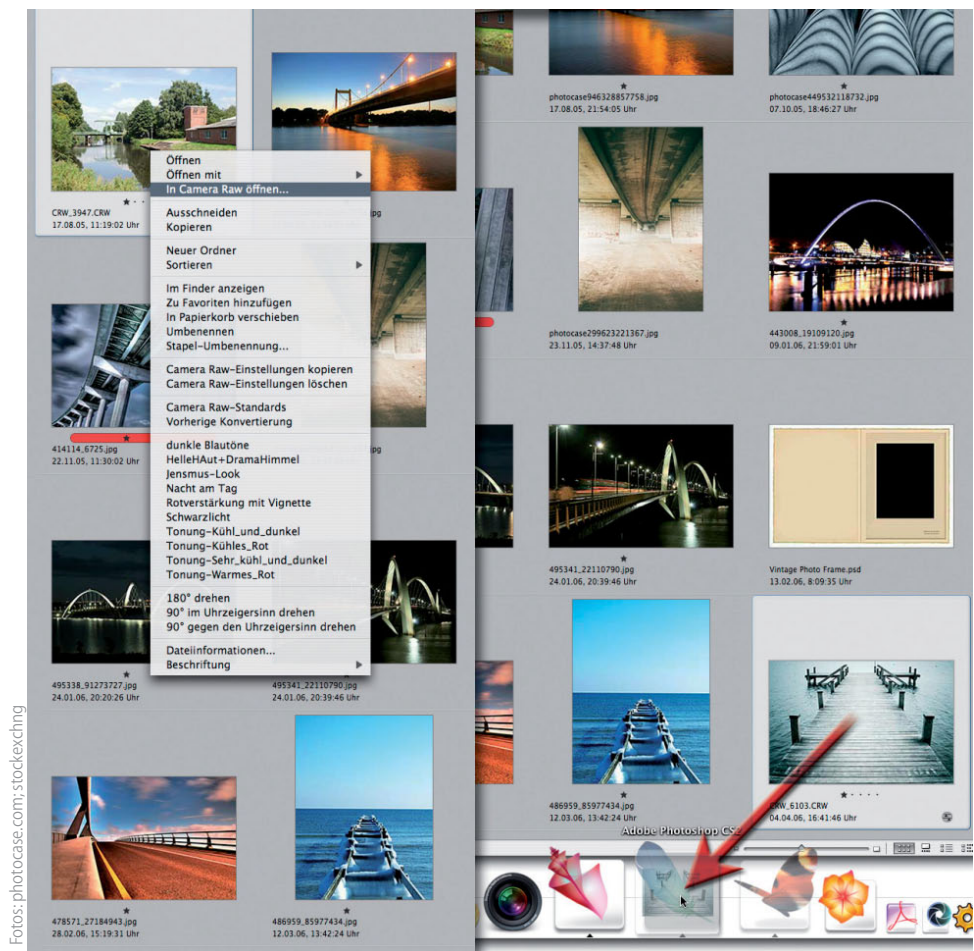 CRW_3947.CRW
17.08.05, 11:19:02 Uhr
Öffnen
Öffnen mit
In Camera Raw öffnen...
Ausschneiden
Kopieren
Neuer Ordner
Sortieren
Im Finder anzeigen
Zu Favoriten hinzufügen
In Papierkorb verschieben
Umbenennen
Stapel-Umbenennung...
Camera Raw-Einstellungen kopieren
Camera Raw-Einstellungen löschen
Camera Raw-Standards
Vorherige Konvertierung
dunkle Blautöne
HelleHAut+DramaHimmel
Jensmus-Look
Nacht am Tag
Rotverstärkung mit Vignette
Schwarzlicht
Tonung-Kühl_und_dunkel
Tonung-Kühles_Rot
Tonung-Sehr_kühl_und_dunkel
Tonung-Warmes_Rot
180° drehen
90° im Uhrzeigersinn drehen
90° gegen den Uhrzeigersinn drehen
Dateiinformationen...
Beschriftung
414114_6725.jpg
22.11.05, 11:30:02 Uhr
495338_91273727.jpg
24.01.06, 20:20:26 Uhr
495341_22110790.jpg
24.01.06, 20:39:46 Uhr
478571_27184943.jpg
28.02.06, 15:19:31 Uhr
486959_85977434.jpg
12.03.06, 13:42:24 Uhr
photocase946328857758.jpg
17.08.05, 21:54:05 Uhr
photocase449532118732.jpg
07.10.05, 18:46:27 Uhr
photocase299623221367.jpg
23.11.05, 14:37:48 Uhr
443008_19109120.jpg
09.01.06, 21:59:01 Uhr
495341_22110790.jpg
24.01.06, 20:39:46 Uhr
Vintage Photo Frame.psd
13.02.06, 8:09:35 Uhr
486959_85977434.jpg
12.03.06, 13:42:24 Uhr
CRW_6103.CRW
04.04.06, 16:41:46 Uhr
Adobe Photoshop
Fotos: photocase.com; stockexchng